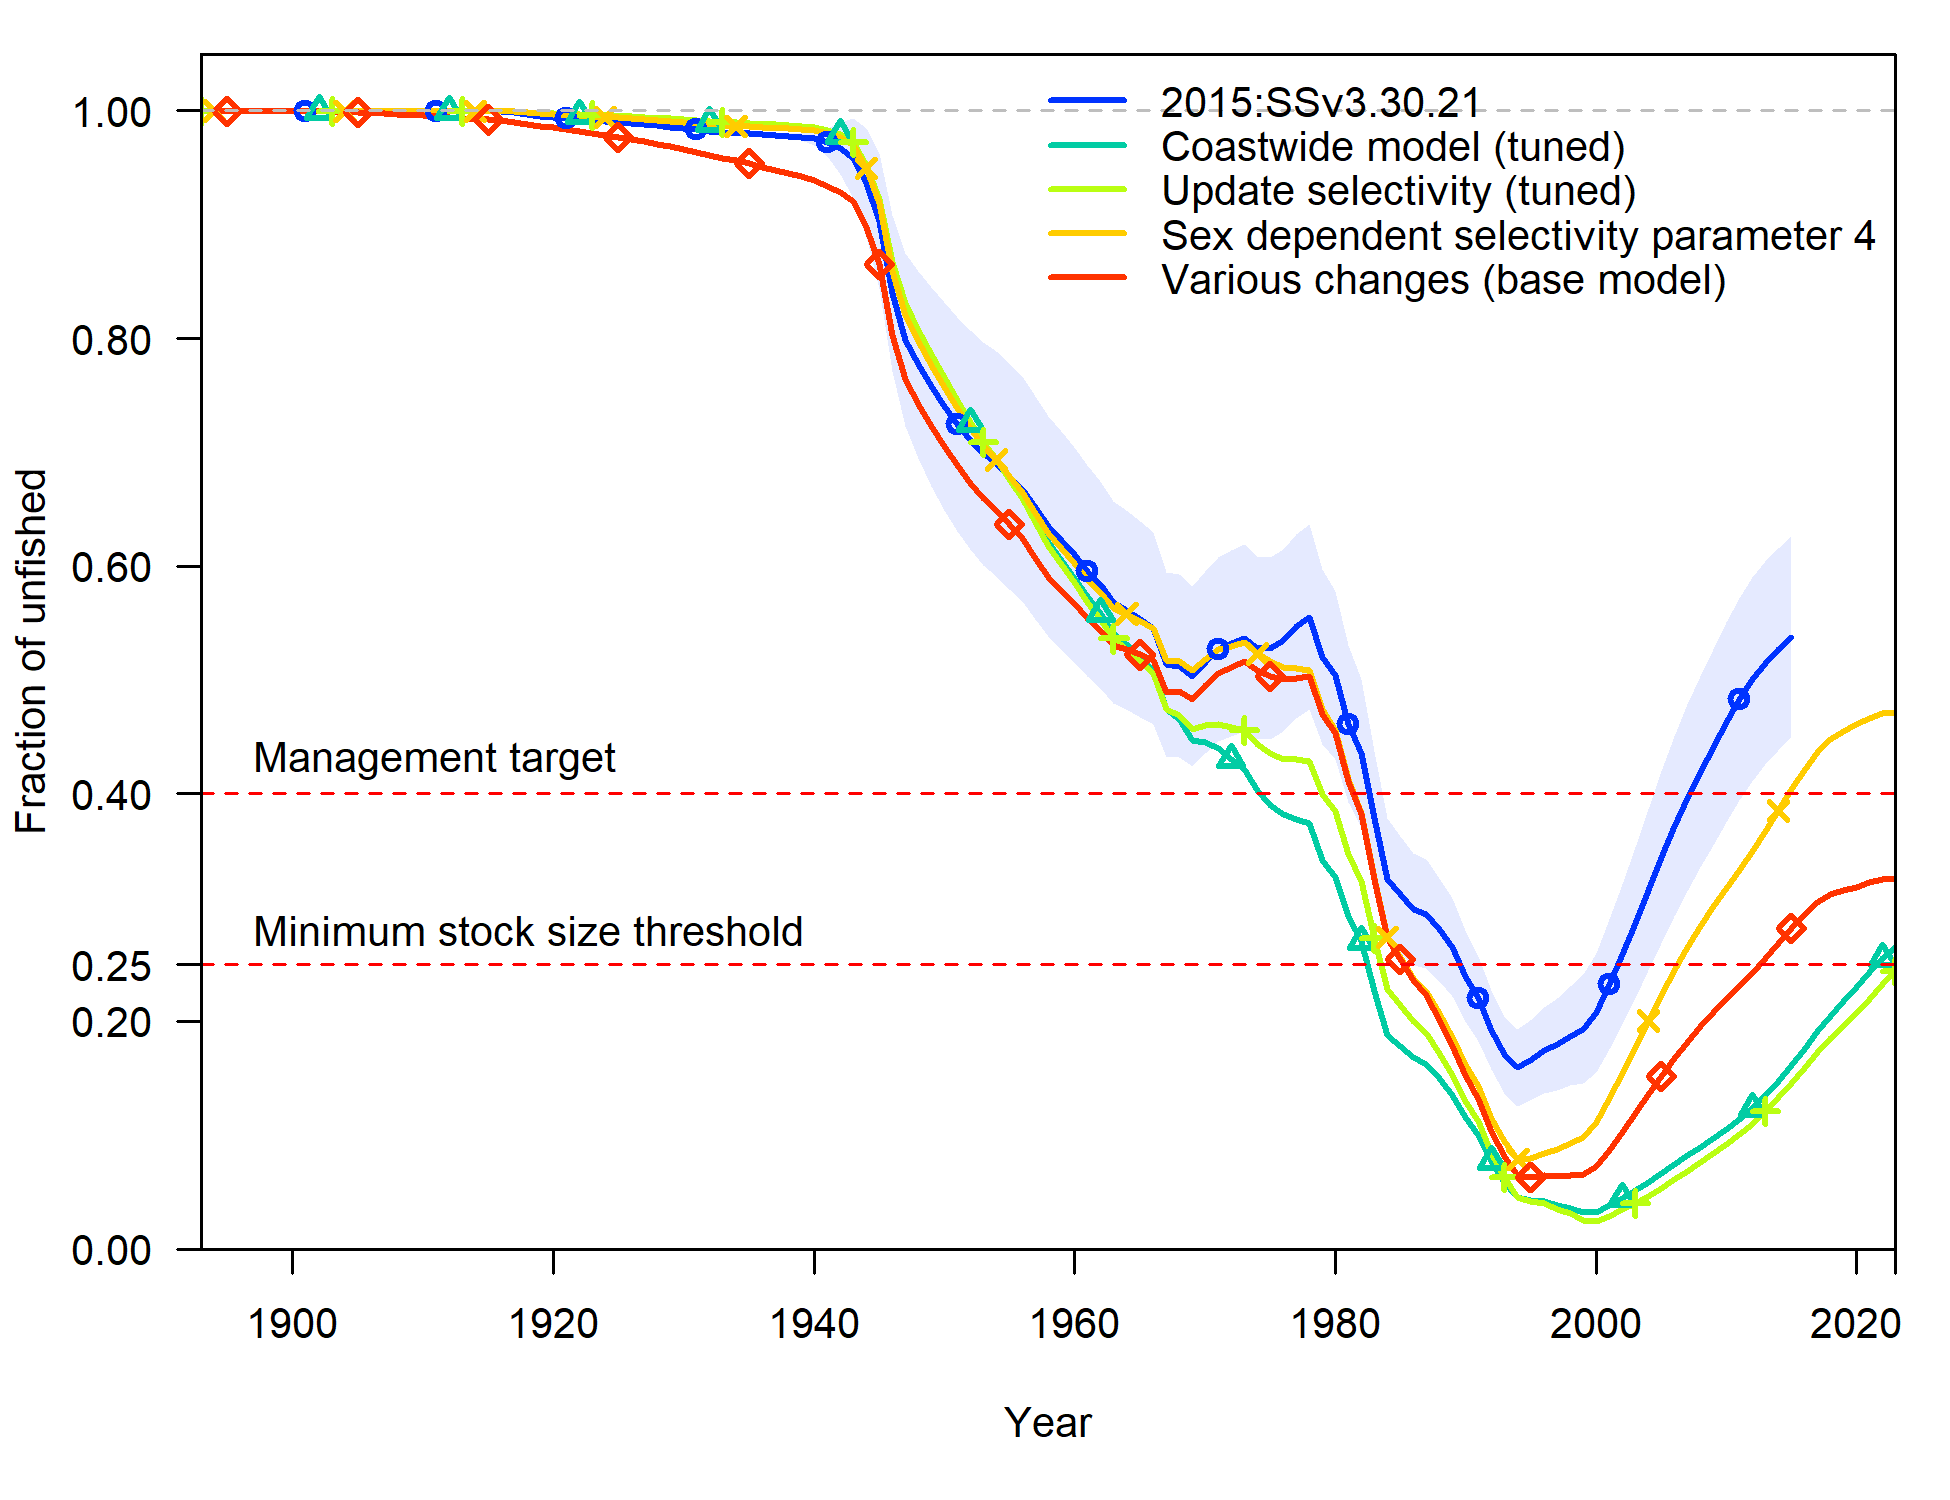 2015:SSv3.30.21
Coastwide model (tuned)
Update selectivity (tuned)
Sex dependent selectivity parameter 4
Various changes (base model)
Fraction of unfished
1.00
0.80
0.60
0.40
0.25
0.20
0.00
Management target
Minimum stock size threshold
1900
1920
1940
1960
1980
2000
2020
Year